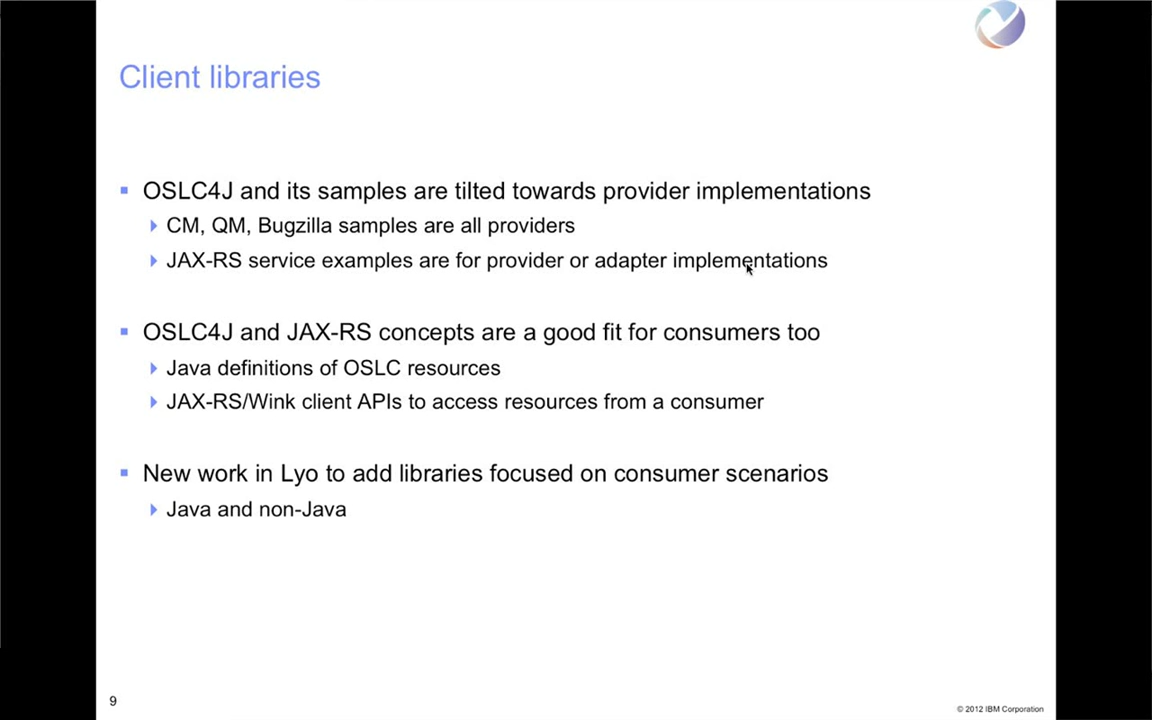 Client libraries
OSLC4J and its samples are tilted towards provider implementations
CM, QM, Bugzilla samples are all providers
JAX-RS service examples are for provider or adapter implementations
OSLC4J and JAX-RS concepts are a good fit for consumers too
Java definitions of OSLC resources
JAX-RS/Wink client APIs to access resources from a consumer
New work in Lyo to add libraries focused on consumer scenarios
Java and non-Java
9
© 2012 IBM Corporation